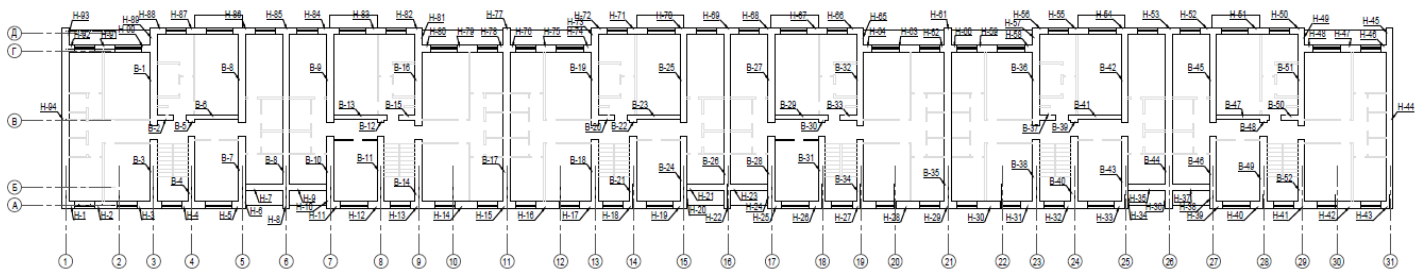 H-93 H-88 H-87 H-86 H-85 H-84 H-83 H-82 H-77 H-72 H-71 H-70 H-69 H-68 H-67 H-66 H-61 H-56 H-55 H-54 H-53 H-52 H-51 H-50 H-45
H-89 H-81 H-73 H-65 H-57 H-49
Д
H-92 H-91 H-80 H-79 H-78 H-76 H-75 H-74 H-62 H-59 H-58 H-48 H-47 H-46
Г
В-1 В-8 В-9 В-16 В-19 В-25 В-27 В-32 В-36 В-42 В-45 В-51
H-94 H-44
В-6 В-13 В-15 В-23 В-29 В-33 В-41 В-47 В-50
В
В-2 В-5 В-12 В-20 В-22 В-30 В-37 В-39 В-48
В-3 В-7 В-8 В-10 В-11 В-17 В-18 В-24 В-26 В-28 В-31 В-38 В-44 В-46 В-49
В-4 В-14 В-21 В-34 В-35 В-40 В-43 В-52
Б
H-7 H-9 H-21 H-23 H-35 H-37
А
H-1 H-2 H-3 H-4 H-5 H-6 H-8 H-10 H-11 H-12 H-13 H-14 H-15 H-16 H-17 H-18 H-19 H-20 H-22 H-24 H-25 H-26 H-27 H-28 H-29 H-30 H-31 H-32 H-33 H-34 H-36 H-38 H-39 H-40 H-41 H-42 H-43
1 2 3 4 5 6 7 8 9 10 11 12 13 14 15 16 17 18 19 20 21 22 23 24 25 26 27 28 29 30 31